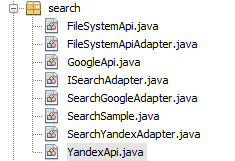 search
FileSystemApi.java
FileSystemApiAdapter.java
GoogleApi.java
ISearchAdapter.java
SearchGoogleAdapter.java
SearchSample.java
SearchYandexAdapter.java
YandexApi.java